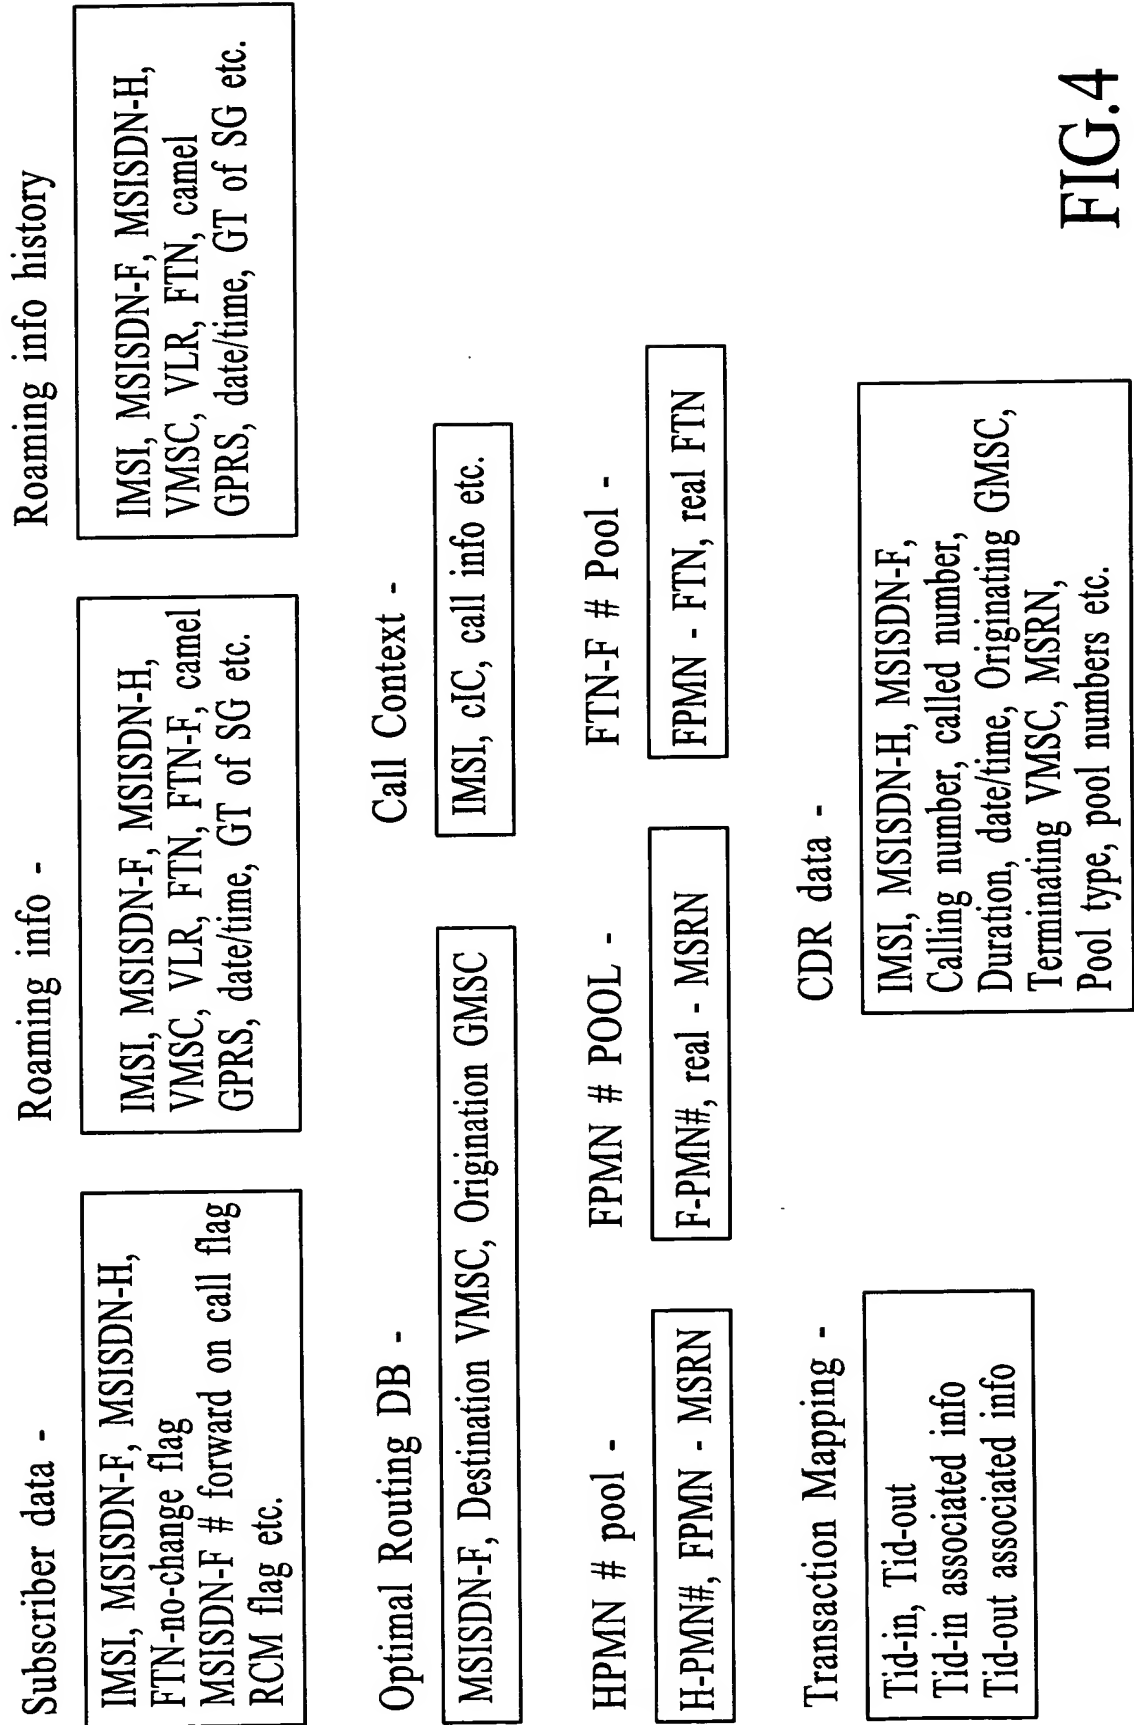 Subscriber data -
IMSI, MSISDN-F, MSISDN-H,
FTN-no-change flag
MSISDN-F # forward on call flag
RCM flag etc.
Roaming info -
IMSI, MSISDN-F, MSISDN-H,
VMSC, VLR, FTN, FTN-F, camel
GPRS, date/time, GT of SG etc.
Roaming info history
IMSI, MSISDN-F, MSISDN-H,
VMSC, VLR, FTN, camel
GPRS, date/time, GT of SG etc.
Optimal Routing DB -
MSISDN-F, Destination VMSC, Origination GMSC
Call Context -
IMSI, cIC, call info etc.
HPMN # pool -
H-PMN#, FPMN - MSRN
FPMN # POOL -
F-PMN#, real - MSRN
FTN-F # Pool -
FPMN - FTN, real FTN
Transaction Mapping -
Tid-in, Tid-out
Tid-in associated info
Tid-out associated info
CDR data -
IMSI, MSISDN-H, MSISDN-F,
Calling number, called number,
Duration, date/time, Originating GMSC,
Terminating VMSC, MSRN,
Pool type, pool numbers etc.
FIG.4